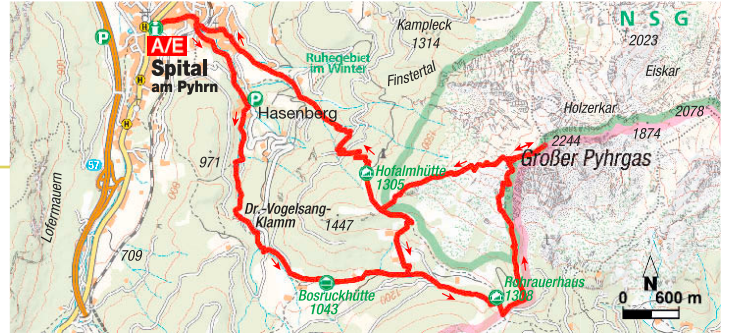 Kampleck
1314
N S G
2023
A/E
Spital
am Pyhrn
Ruhegebiet
im Winter
Finstertal
Eiskar
H
P
P
Hasenberg
Holzerkar
2078
1874
2244
Großer Pyhrgas
57
971
Hofalmhütte
1305
Lofermauern
Dr.-Vogelsang-
Klamm
1447
709
Bosruckhütte
1043
Rohrauerhaus
1308
1200
N
0 600 m